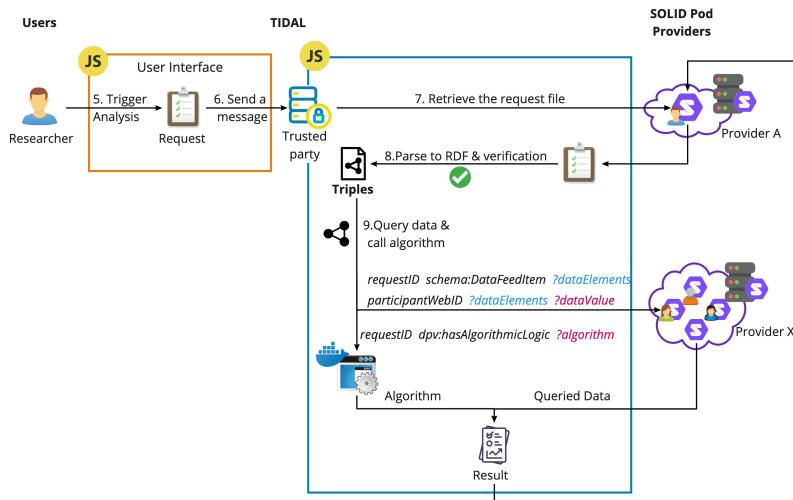 Users
TIDAL
SOLID Pod
Providers
JS
User Interface
JS
5. Trigger
Analysis
6. Send a
message
7. Retrieve the request file
Researcher
Request
Trusted
party
Provider A
8.Parse to RDF & verification
Triples
9.Query data &
call algorithm
requestID schema:DataFeedItem ?dataElements
participantWebID ?dataElements ?dataValue
requestID dpv:hasAlgorithmicLogic ?algorithm
Provider X
Algorithm
Queried Data
Result